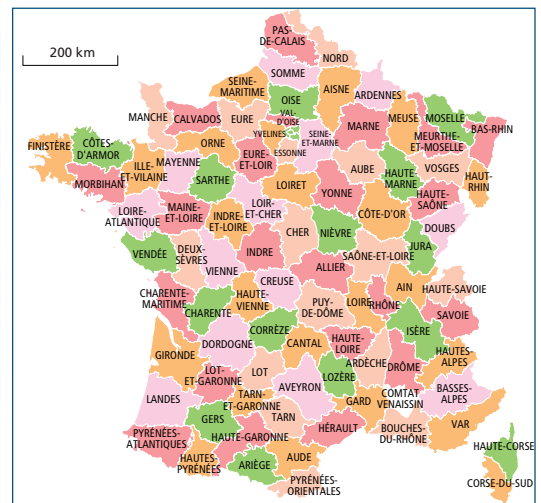 200 km
PAS-
DE-CALAIS
NORD
SOMME
SEINE-
MARITIME
AISNE
ARDENNES
OISE
VAL-
D'OISE
MANCHE
CALVADOS
EURE
YVELINES
SEINE-
ET-MARNE
ESSONNE
MARNE
MEUSE
MOSELLE
MEURTHE-
ET-MOSELLE
BAS-RHIN
FINISTÈRE
CÔTES-
D'ARMOR
ORNE
EURE-
ET-LOIR
ILLE-
ET-VILAINE
MAYENNE
SARTHE
MORBIHAN
LOIRET
YONNE
AUBE
HAUTE-
MARNE
VOSGES
HAUT-
RHIN
HAUTE-
SAÔNE
LOIRE-
ATLANTIQUE
MAINE-
ET-LOIRE
INDRE-
ET-LOIRE
LOIR-
ET-CHER
CHER
NIÈVRE
CÔTE-D'OR
DOUBS
JURA
VENDÉE
DEUX-
SÈVRES
VIENNE
INDRE
ALLIER
SAÔNE-ET-LOIRE
CHARENTE-
MARITIME
CHARENTE
HAUTE-
VIENNE
CREUSE
PUY-
DE-DÔME
LOIRE
RHÔNE
AIN
HAUTE-SAVOIE
SAVOIE
ISÈRE
GIRONDE
DORDOGNE
CORRÈZE
CANTAL
HAUTE-
LOIRE
ARDÈCHE
DRÔME
HAUTES-
ALPES
LOT-
ET-GARONNE
LOT
AVEYRON
LOZÈRE
LANDES
TARN-
ET-GARONNE
TARN
GARD
COMTAT
VENAISSIN
BASSES-
ALPES
GERS
HAUTE-GARONNE
HÉRAULT
BOUCHES-
DU-RHÔNE
VAR
PYRÉNÉES-
ATLANTIQUES
HAUTES-
PYRÉNÉES
ARIÈGE
AUDE
PYRÉNÉES-
ORIENTALES
HAUTE-CORSE
CORSE-DU-SUD